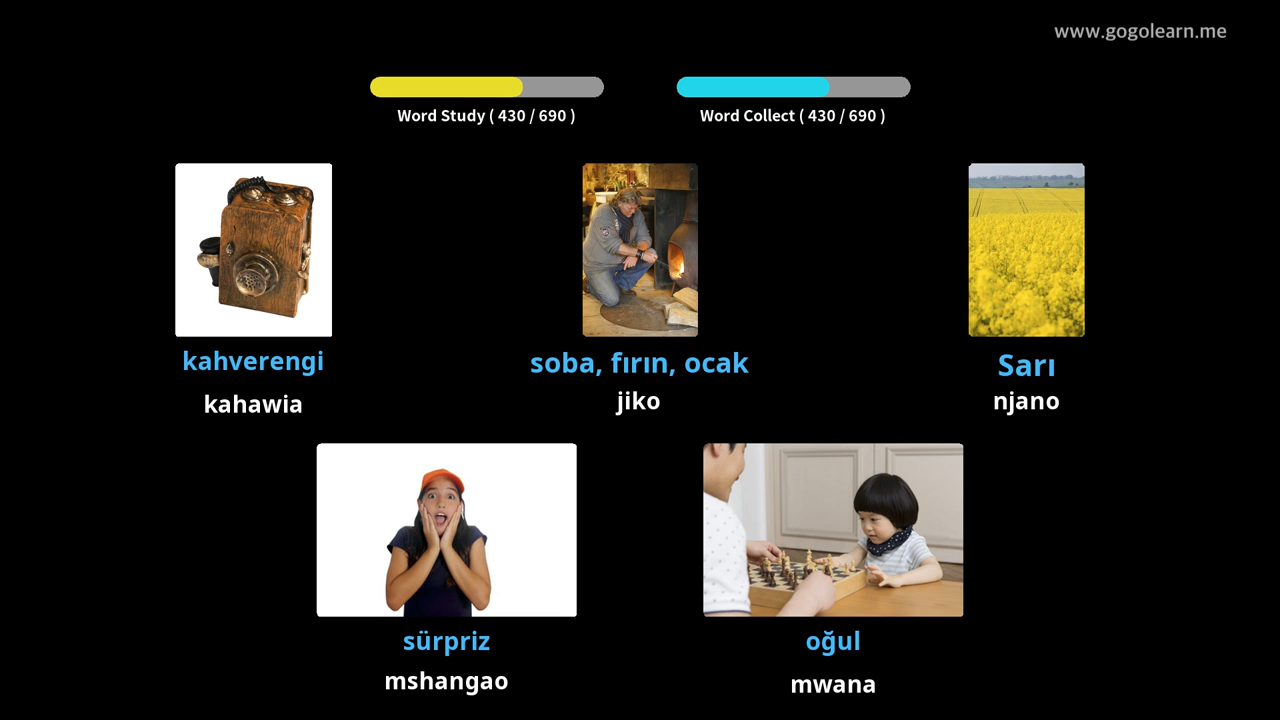 www.gogolearn.me
Word Study ( 430 / 690 )
Word Collect ( 430 / 690 )
kahverengi
kahawia
soba, fırın, ocak
jiko
Sarı
njano
sürpriz
mshangao
oğul
mwana